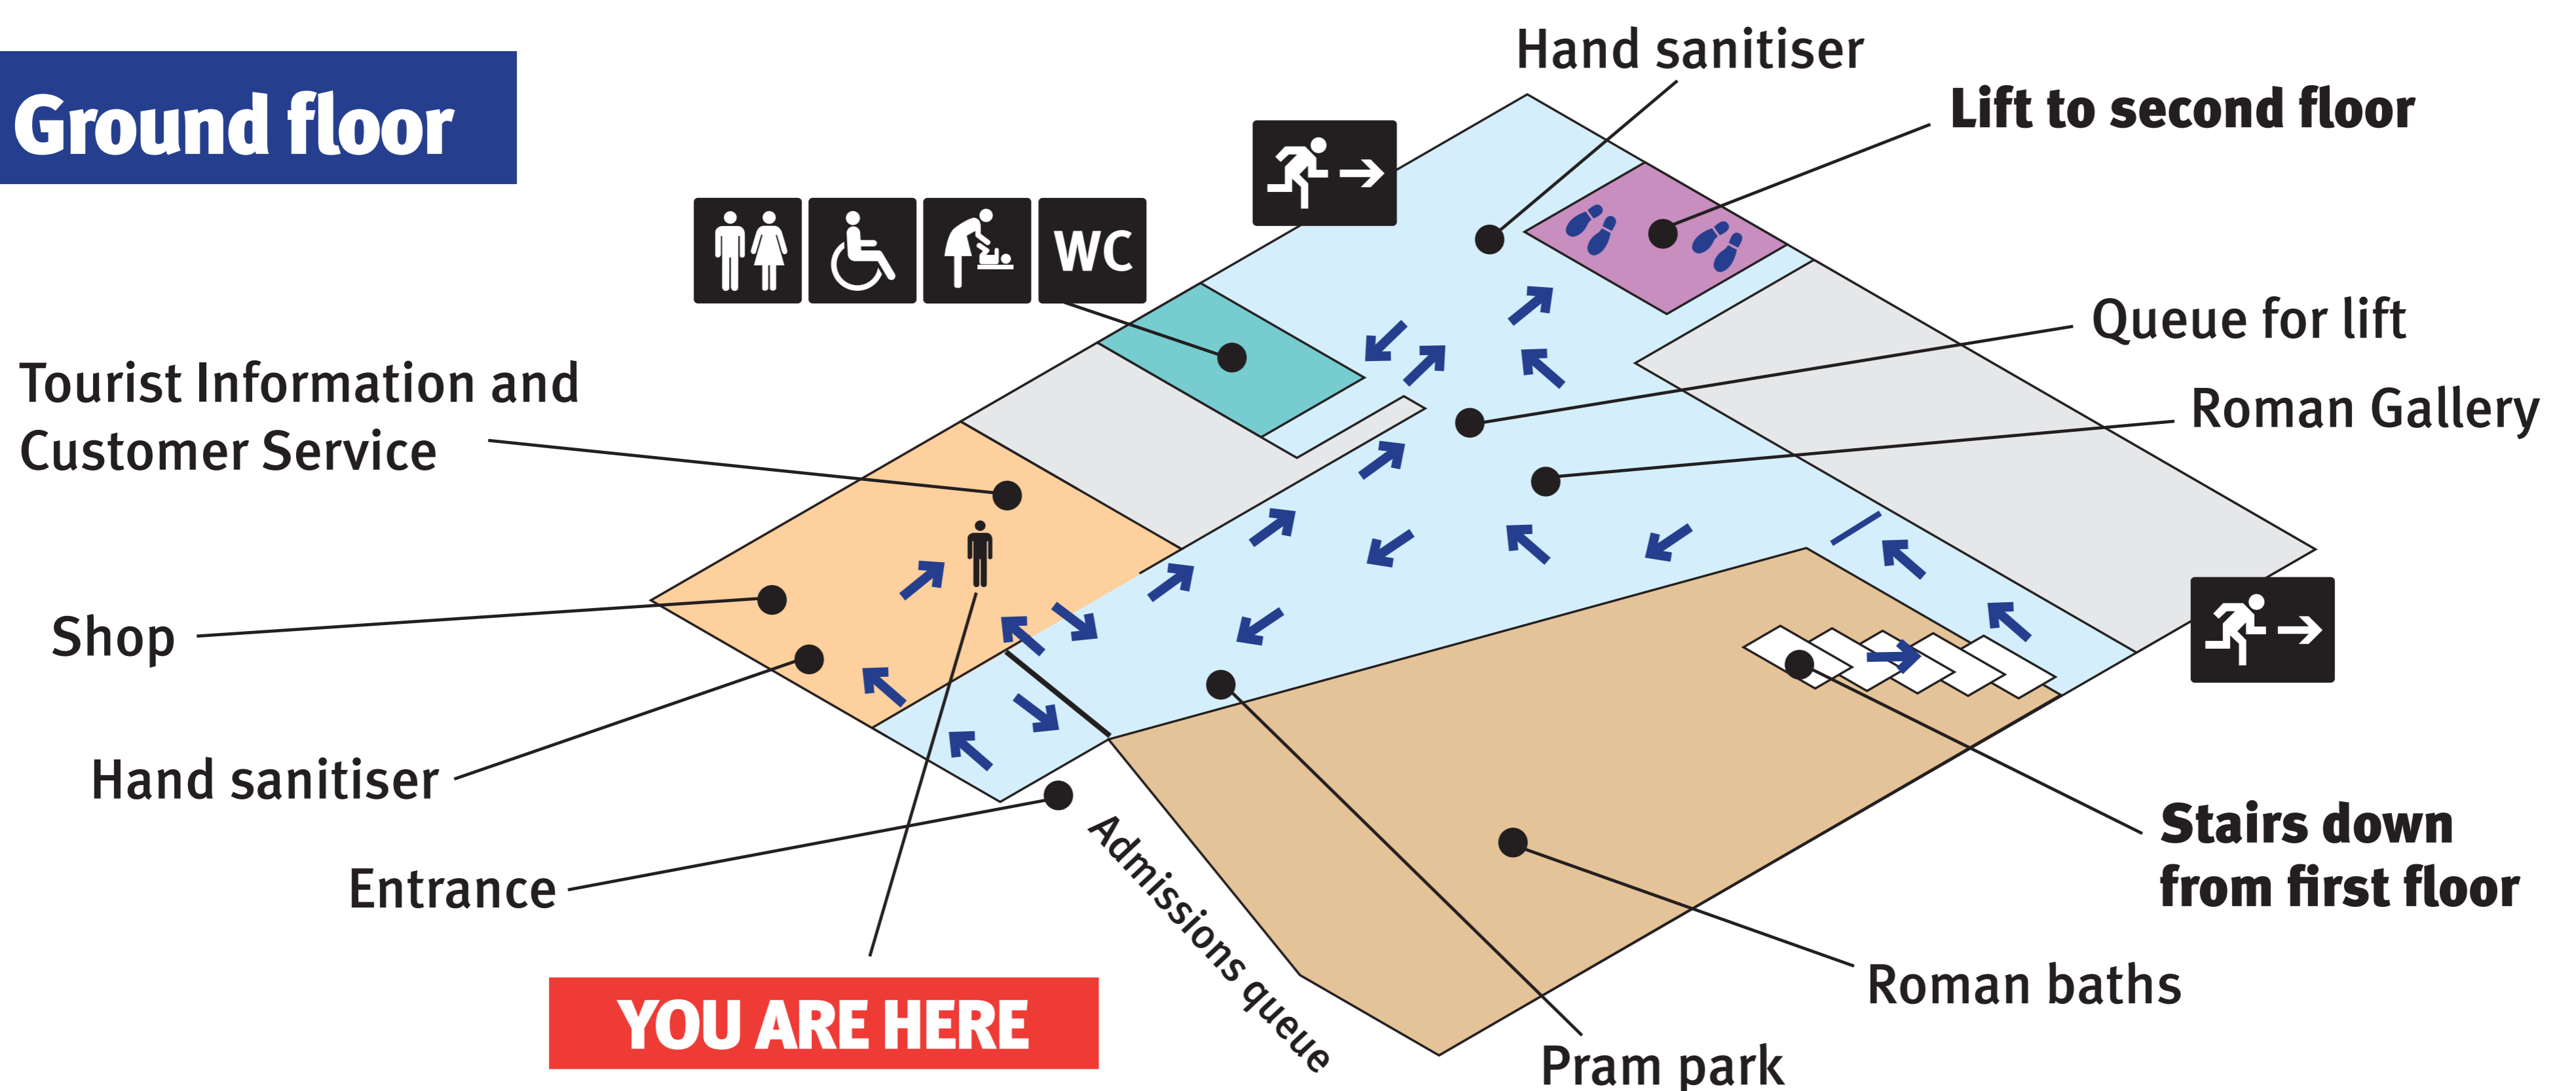 Hand sanitiser
Ground floor
Lift to second floor
WC
Queue for lift
Tourist Information and
Customer Service
Roman Gallery
Shop
Hand sanitiser
Entrance
Admissions queue
Stairs down
from first floor
YOU ARE HERE
Roman baths
Pram park